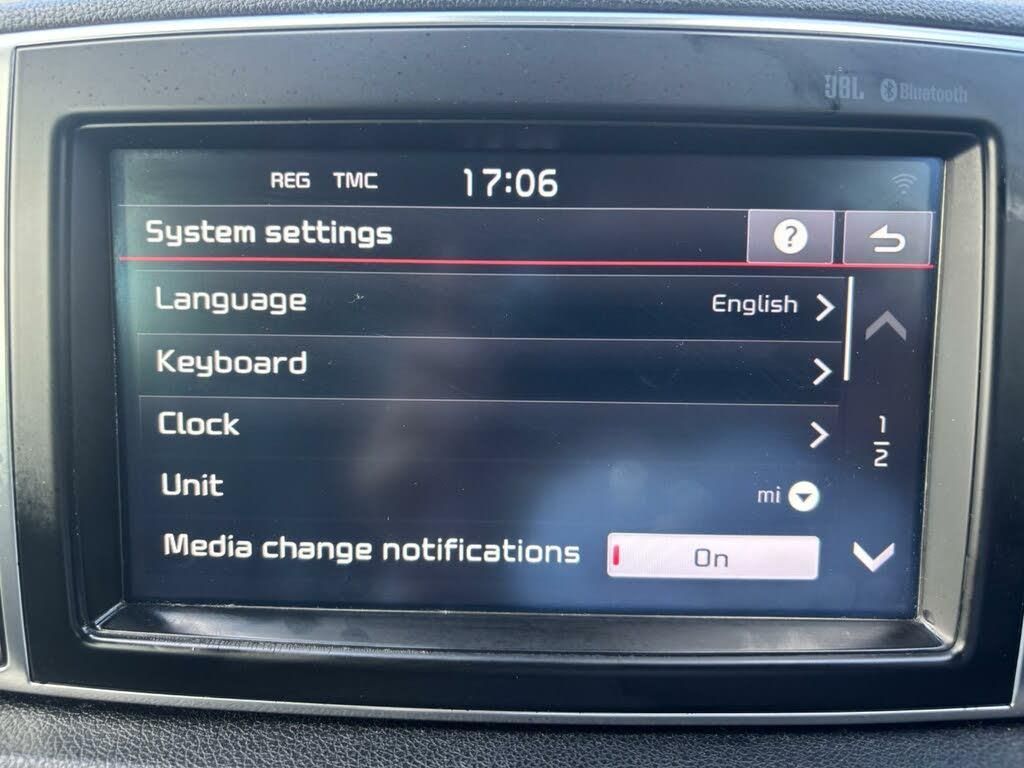 JBL Bluetooth
REG TMC 17:06
System settings ?
Language English
Keyboard
Clock
1
2
Unit mi
Media change notifications On